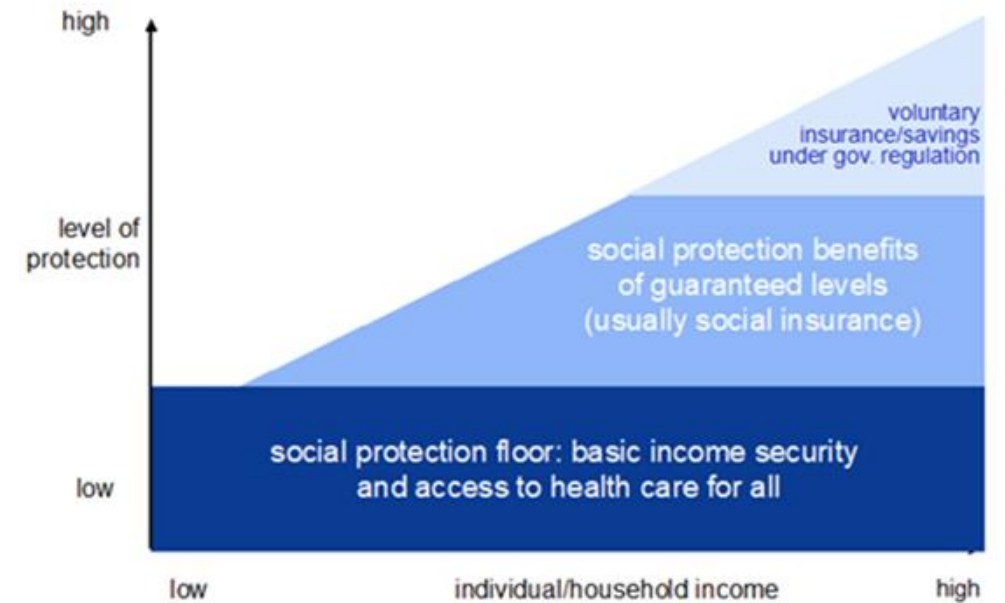 high
voluntary
insurance/savings
under gov. regulation
level of
protection
social protection benefits
of guaranteed levels
(usually social insurance)
social protection floor: basic income security
and access to health care for all
low
low
individual/household income
high